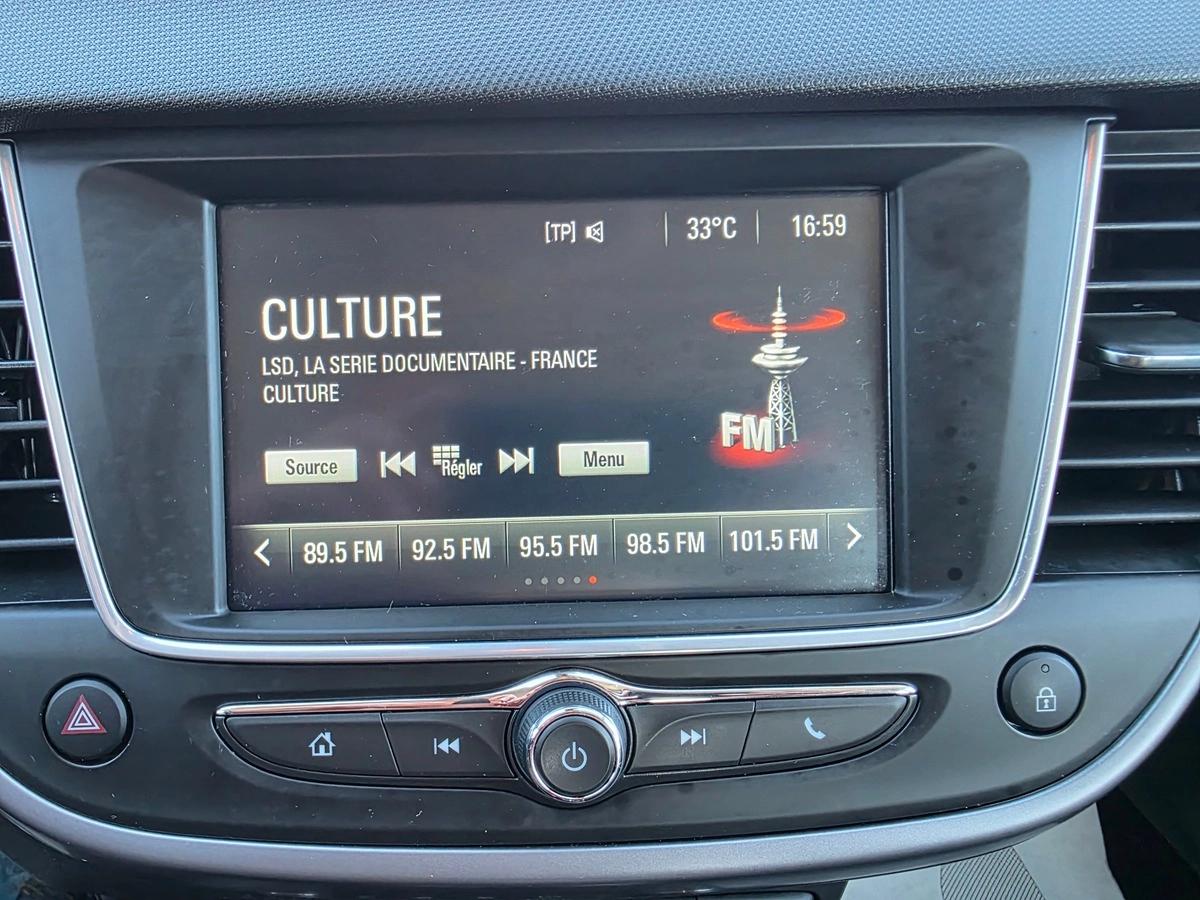 [TP] 33°C 16:59
CULTURE
LSD, LA SERIE DOCUMENTAIRE - FRANCE
CULTURE
FM
Source Régler Menu
89.5 FM 92.5 FM 95.5 FM 98.5 FM 101.5 FM